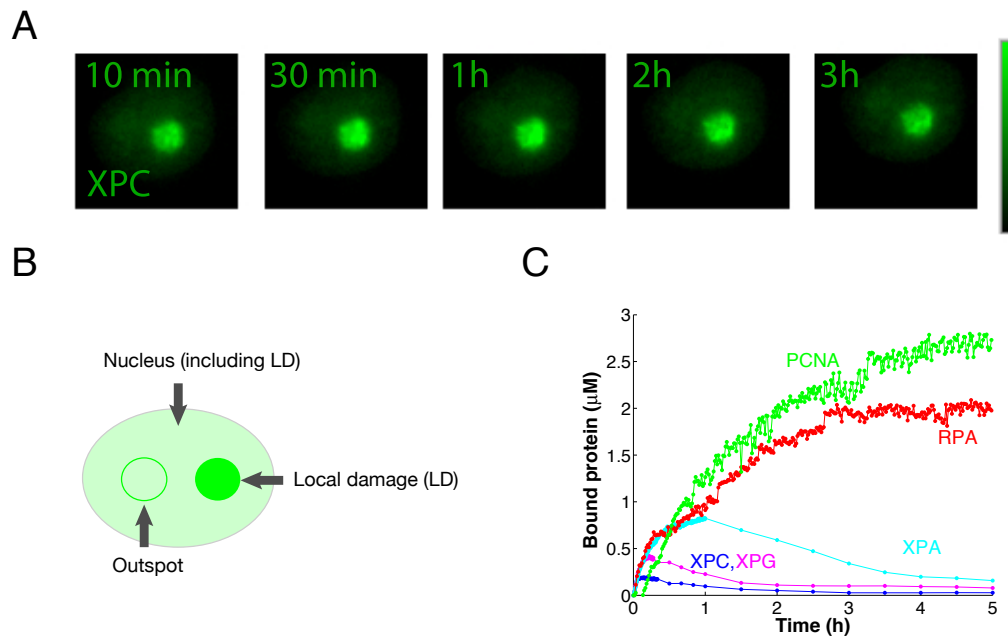 A
10 min
30 min
1h
2h
3h
XPC
B
Nucleus (including LD)
Local damage (LD)
Outspot
C
Bound protein (µM)
3
2.5
2
1.5
1
0.5
0
PCNA
RPA
XPA
XPC, XPG
0 1 2 3 4 5
Time (h)